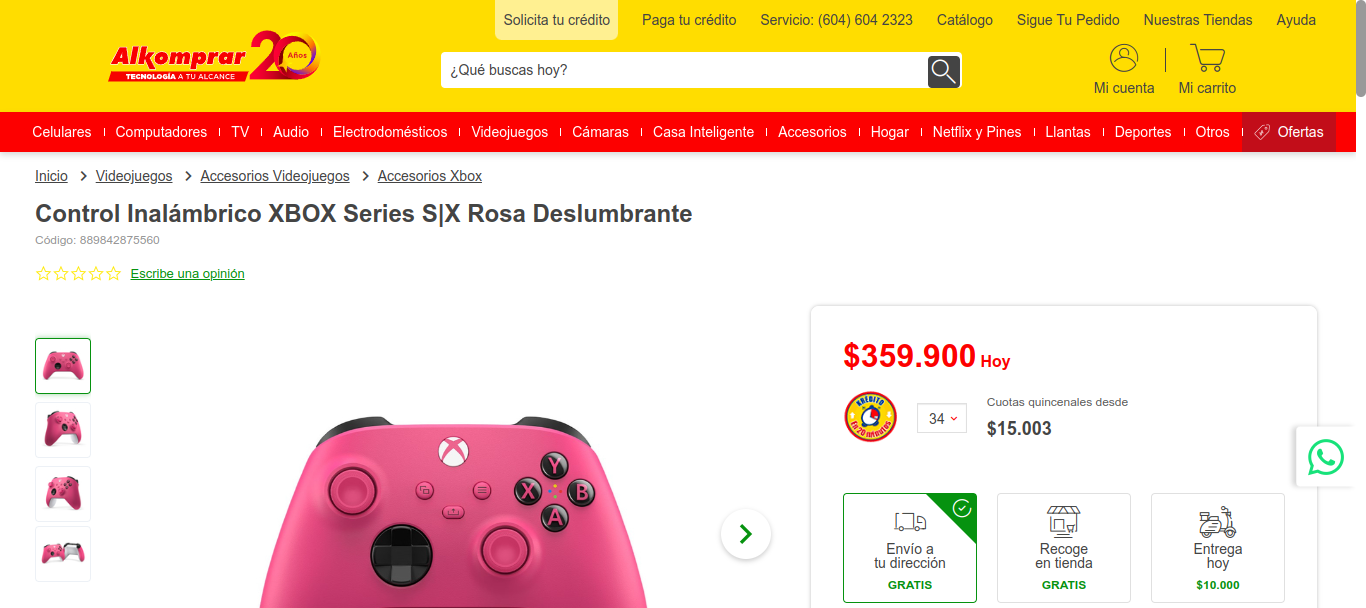 Solicita tu crédito Paga tu crédito Servicio: (604) 604 2323 Catálogo Sigue Tu Pedido Nuestras Tiendas Ayuda
Alkomprar 20 Años
TECNOLOGÍA A TU ALCANCE
¿Qué buscas hoy?
Mi cuenta Mi carrito
Celulares Computadores TV Audio Electrodomésticos Videojuegos Cámaras Casa Inteligente Accesorios Hogar Netflix y Pines Llantas Deportes Otros Ofertas
Inicio Videojuegos Accesorios Videojuegos Accesorios Xbox
Control Inalámbrico XBOX Series S|X Rosa Deslumbrante
Código: 889842875560
Escribe una opinión
$359.900 Hoy
KREDITO
En 20 minutos
34
Cuotas quincenales desde
$15.003
Y
X B
A
Envío a
tu dirección
GRATIS
Recoge
en tienda
GRATIS
Entrega
hoy
$10.000